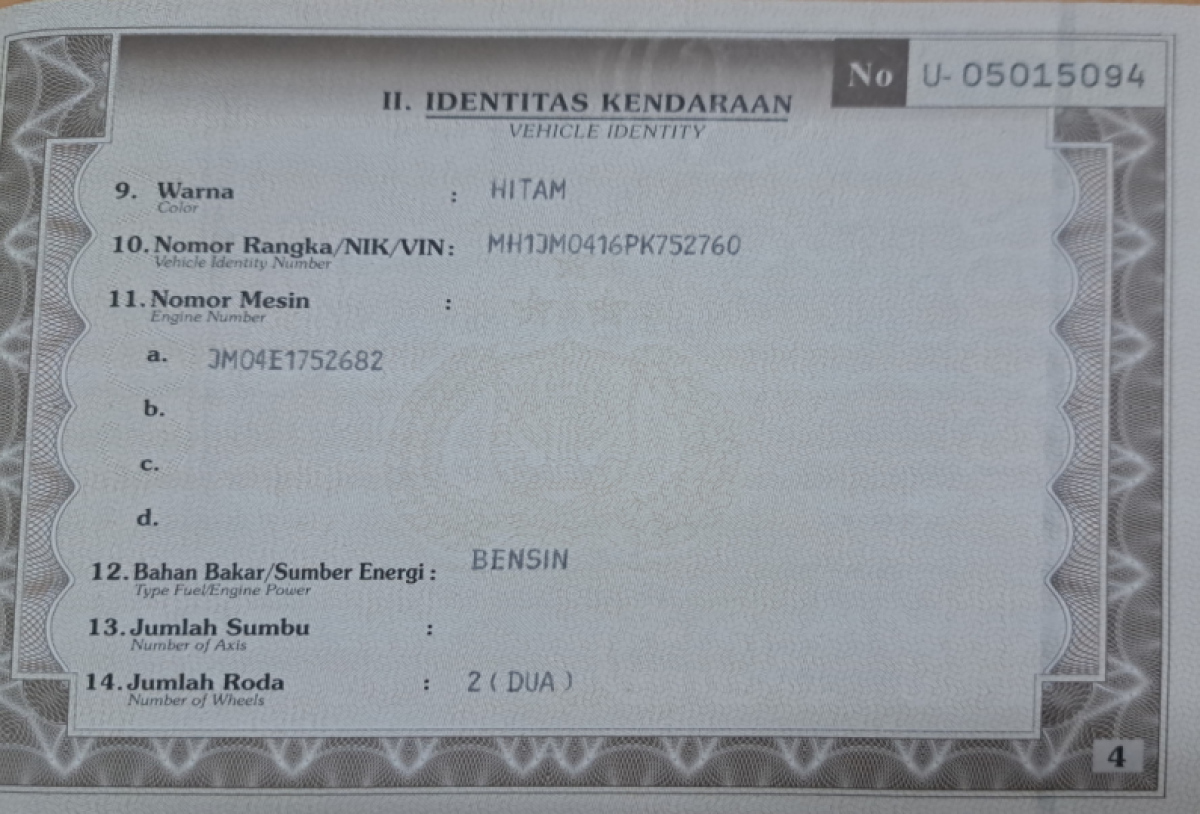 No U-05015094
II. IDENTITAS KENDARAAN
VEHICLE IDENTITY
9. Warna : HITAM
Color
10. Nomor Rangka/NIK/VIN: MH1JM0416PK752760
Vehicle Identity Number
11. Nomor Mesin :
Engine Number
a. JM04E1752682
b.
c.
d.
12. Bahan Bakar/Sumber Energi : BENSIN
Type Fuel/Engine Power
13. Jumlah Sumbu :
Number of Axis
14. Jumlah Roda : 2 ( DUA )
Number of Wheels
4